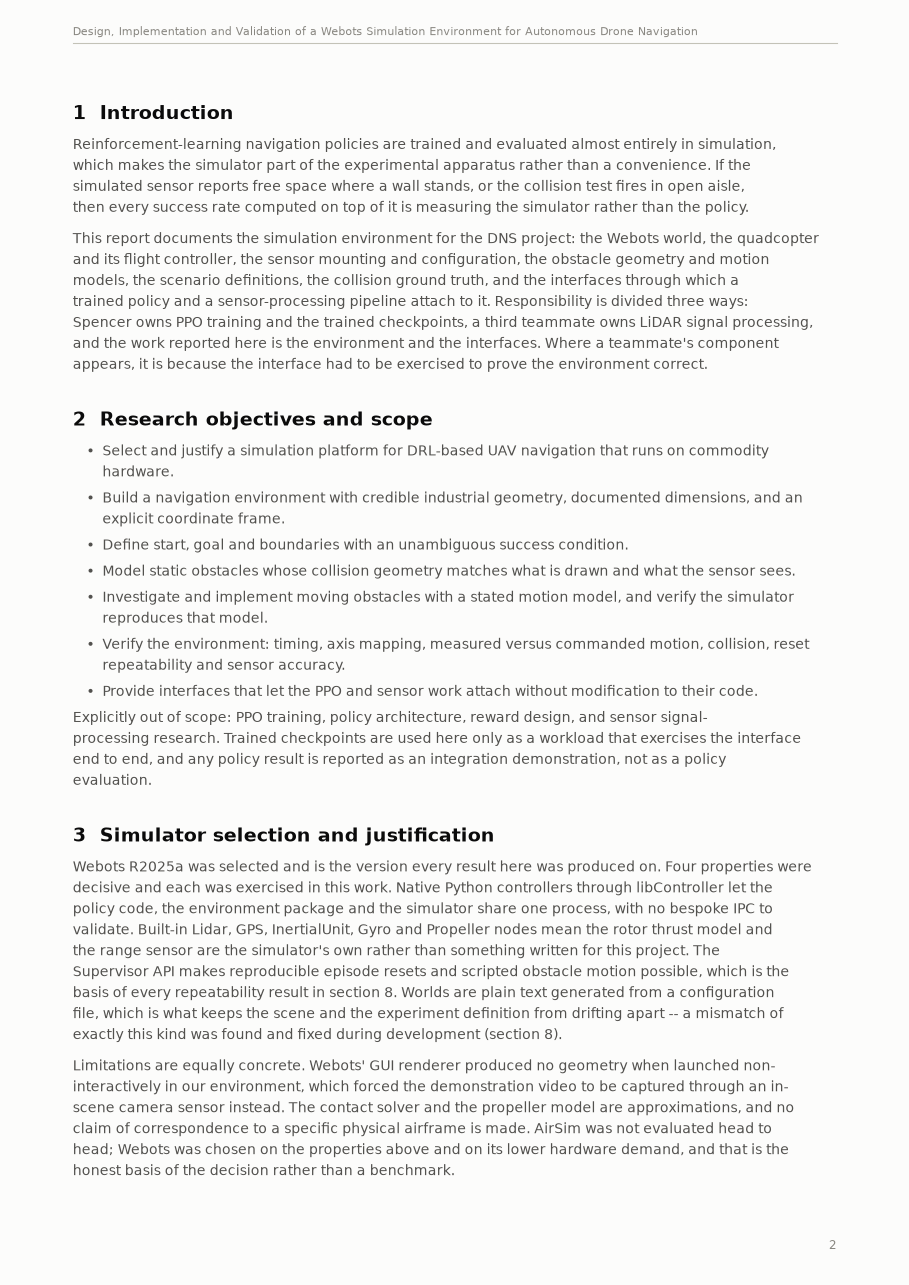 Design, Implementation and Validation of a Webots Simulation Environment for Autonomous Drone Navigation
1 Introduction
Reinforcement-learning navigation policies are trained and evaluated almost entirely in simulation,
which makes the simulator part of the experimental apparatus rather than a convenience. If the
simulated sensor reports free space where a wall stands, or the collision test fires in open aisle,
then every success rate computed on top of it is measuring the simulator rather than the policy.
This report documents the simulation environment for the DNS project: the Webots world, the quadcopter
and its flight controller, the sensor mounting and configuration, the obstacle geometry and motion
models, the scenario definitions, the collision ground truth, and the interfaces through which a
trained policy and a sensor-processing pipeline attach to it. Responsibility is divided three ways:
Spencer owns PPO training and the trained checkpoints, a third teammate owns LiDAR signal processing,
and the work reported here is the environment and the interfaces. Where a teammate's component
appears, it is because the interface had to be exercised to prove the environment correct.
2 Research objectives and scope
• Select and justify a simulation platform for DRL-based UAV navigation that runs on commodity
hardware.
• Build a navigation environment with credible industrial geometry, documented dimensions, and an
explicit coordinate frame.
• Define start, goal and boundaries with an unambiguous success condition.
• Model static obstacles whose collision geometry matches what is drawn and what the sensor sees.
• Investigate and implement moving obstacles with a stated motion model, and verify the simulator
reproduces that model.
• Verify the environment: timing, axis mapping, measured versus commanded motion, collision, reset
repeatability and sensor accuracy.
• Provide interfaces that let the PPO and sensor work attach without modification to their code.
Explicitly out of scope: PPO training, policy architecture, reward design, and sensor signal-
processing research. Trained checkpoints are used here only as a workload that exercises the interface
end to end, and any policy result is reported as an integration demonstration, not as a policy
evaluation.
3 Simulator selection and justification
Webots R2025a was selected and is the version every result here was produced on. Four properties were
decisive and each was exercised in this work. Native Python controllers through libController let the
policy code, the environment package and the simulator share one process, with no bespoke IPC to
validate. Built-in Lidar, GPS, InertialUnit, Gyro and Propeller nodes mean the rotor thrust model and
the range sensor are the simulator's own rather than something written for this project. The
Supervisor API makes reproducible episode resets and scripted obstacle motion possible, which is the
basis of every repeatability result in section 8. Worlds are plain text generated from a configuration
file, which is what keeps the scene and the experiment definition from drifting apart -- a mismatch of
exactly this kind was found and fixed during development (section 8).
Limitations are equally concrete. Webots' GUI renderer produced no geometry when launched non-
interactively in our environment, which forced the demonstration video to be captured through an in-
scene camera sensor instead. The contact solver and the propeller model are approximations, and no
claim of correspondence to a specific physical airframe is made. AirSim was not evaluated head to
head; Webots was chosen on the properties above and on its lower hardware demand, and that is the
honest basis of the decision rather than a benchmark.
2